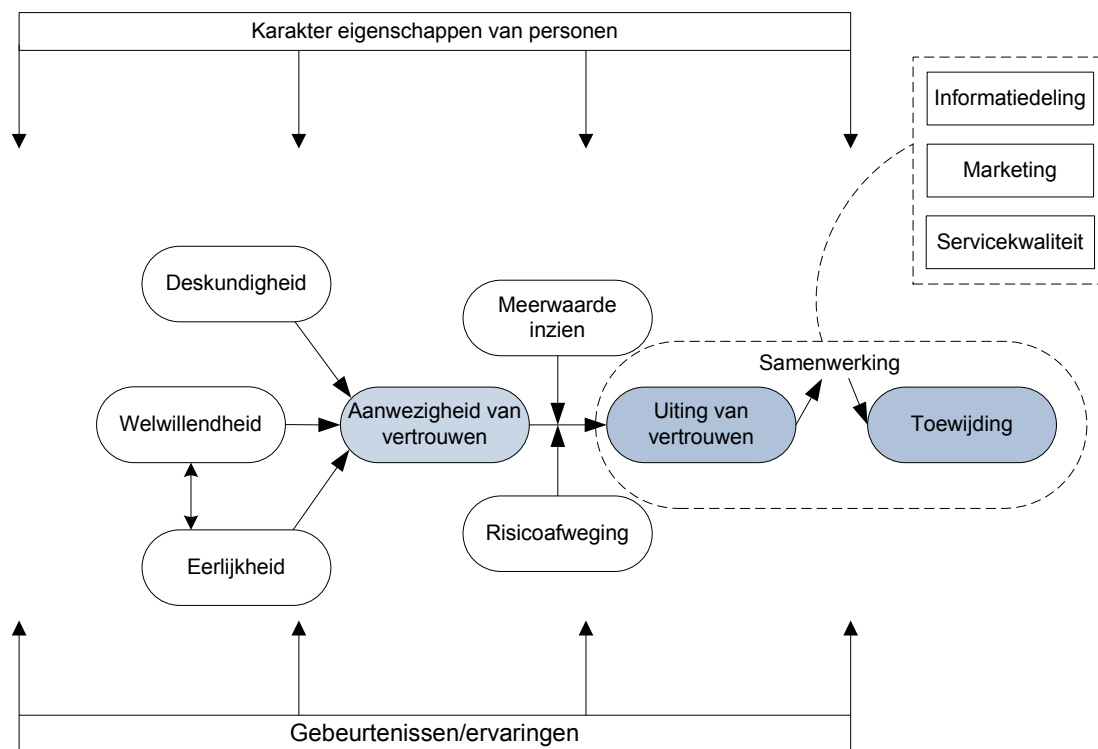 Karakter eigenschappen van personen
Informatiedeling
Marketing
Servicekwaliteit
Deskundigheid
Meerwaarde
inzien
Samenwerking
Welwillendheid
Aanwezigheid van
vertrouwen
Uiting van
vertrouwen
Toewijding
Risicoafweging
Eerlijkheid
Gebeurtenissen/ervaringen